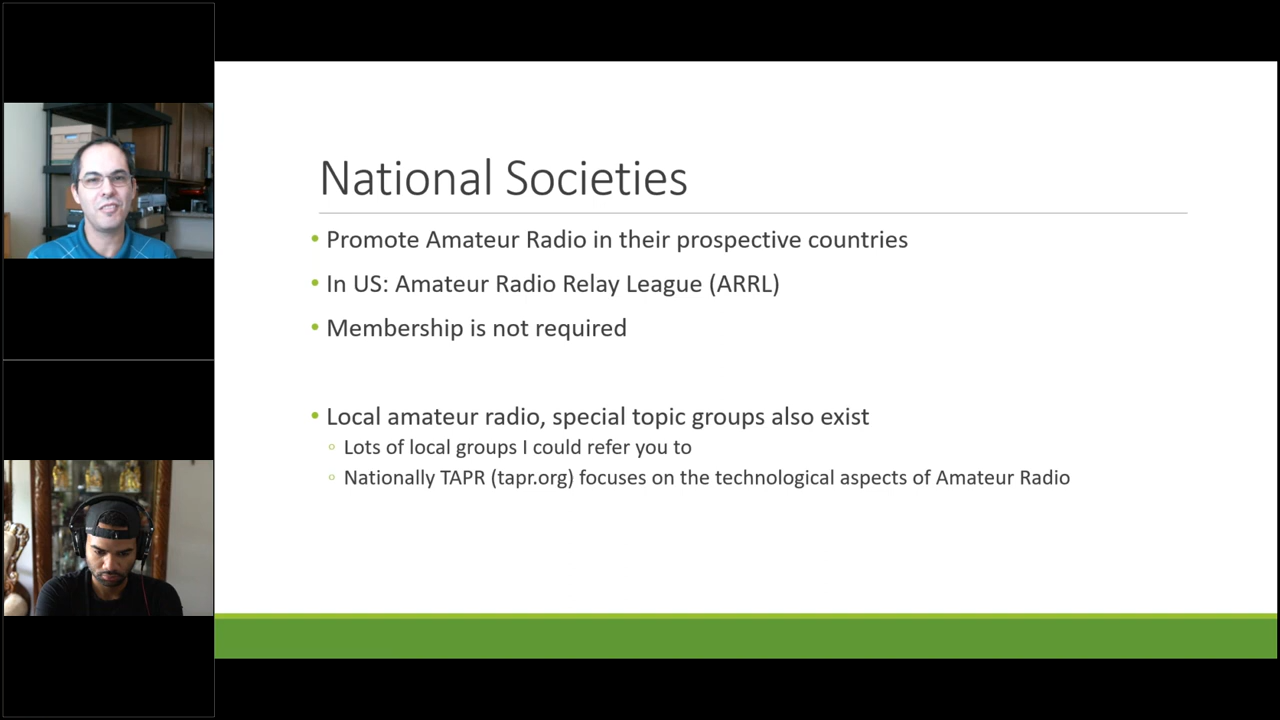 National Societies
• Promote Amateur Radio in their prospective countries
• In US: Amateur Radio Relay League (ARRL)
• Membership is not required
• Local amateur radio, special topic groups also exist
◦ Lots of local groups I could refer you to
◦ Nationally TAPR (tapr.org) focuses on the technological aspects of Amateur Radio